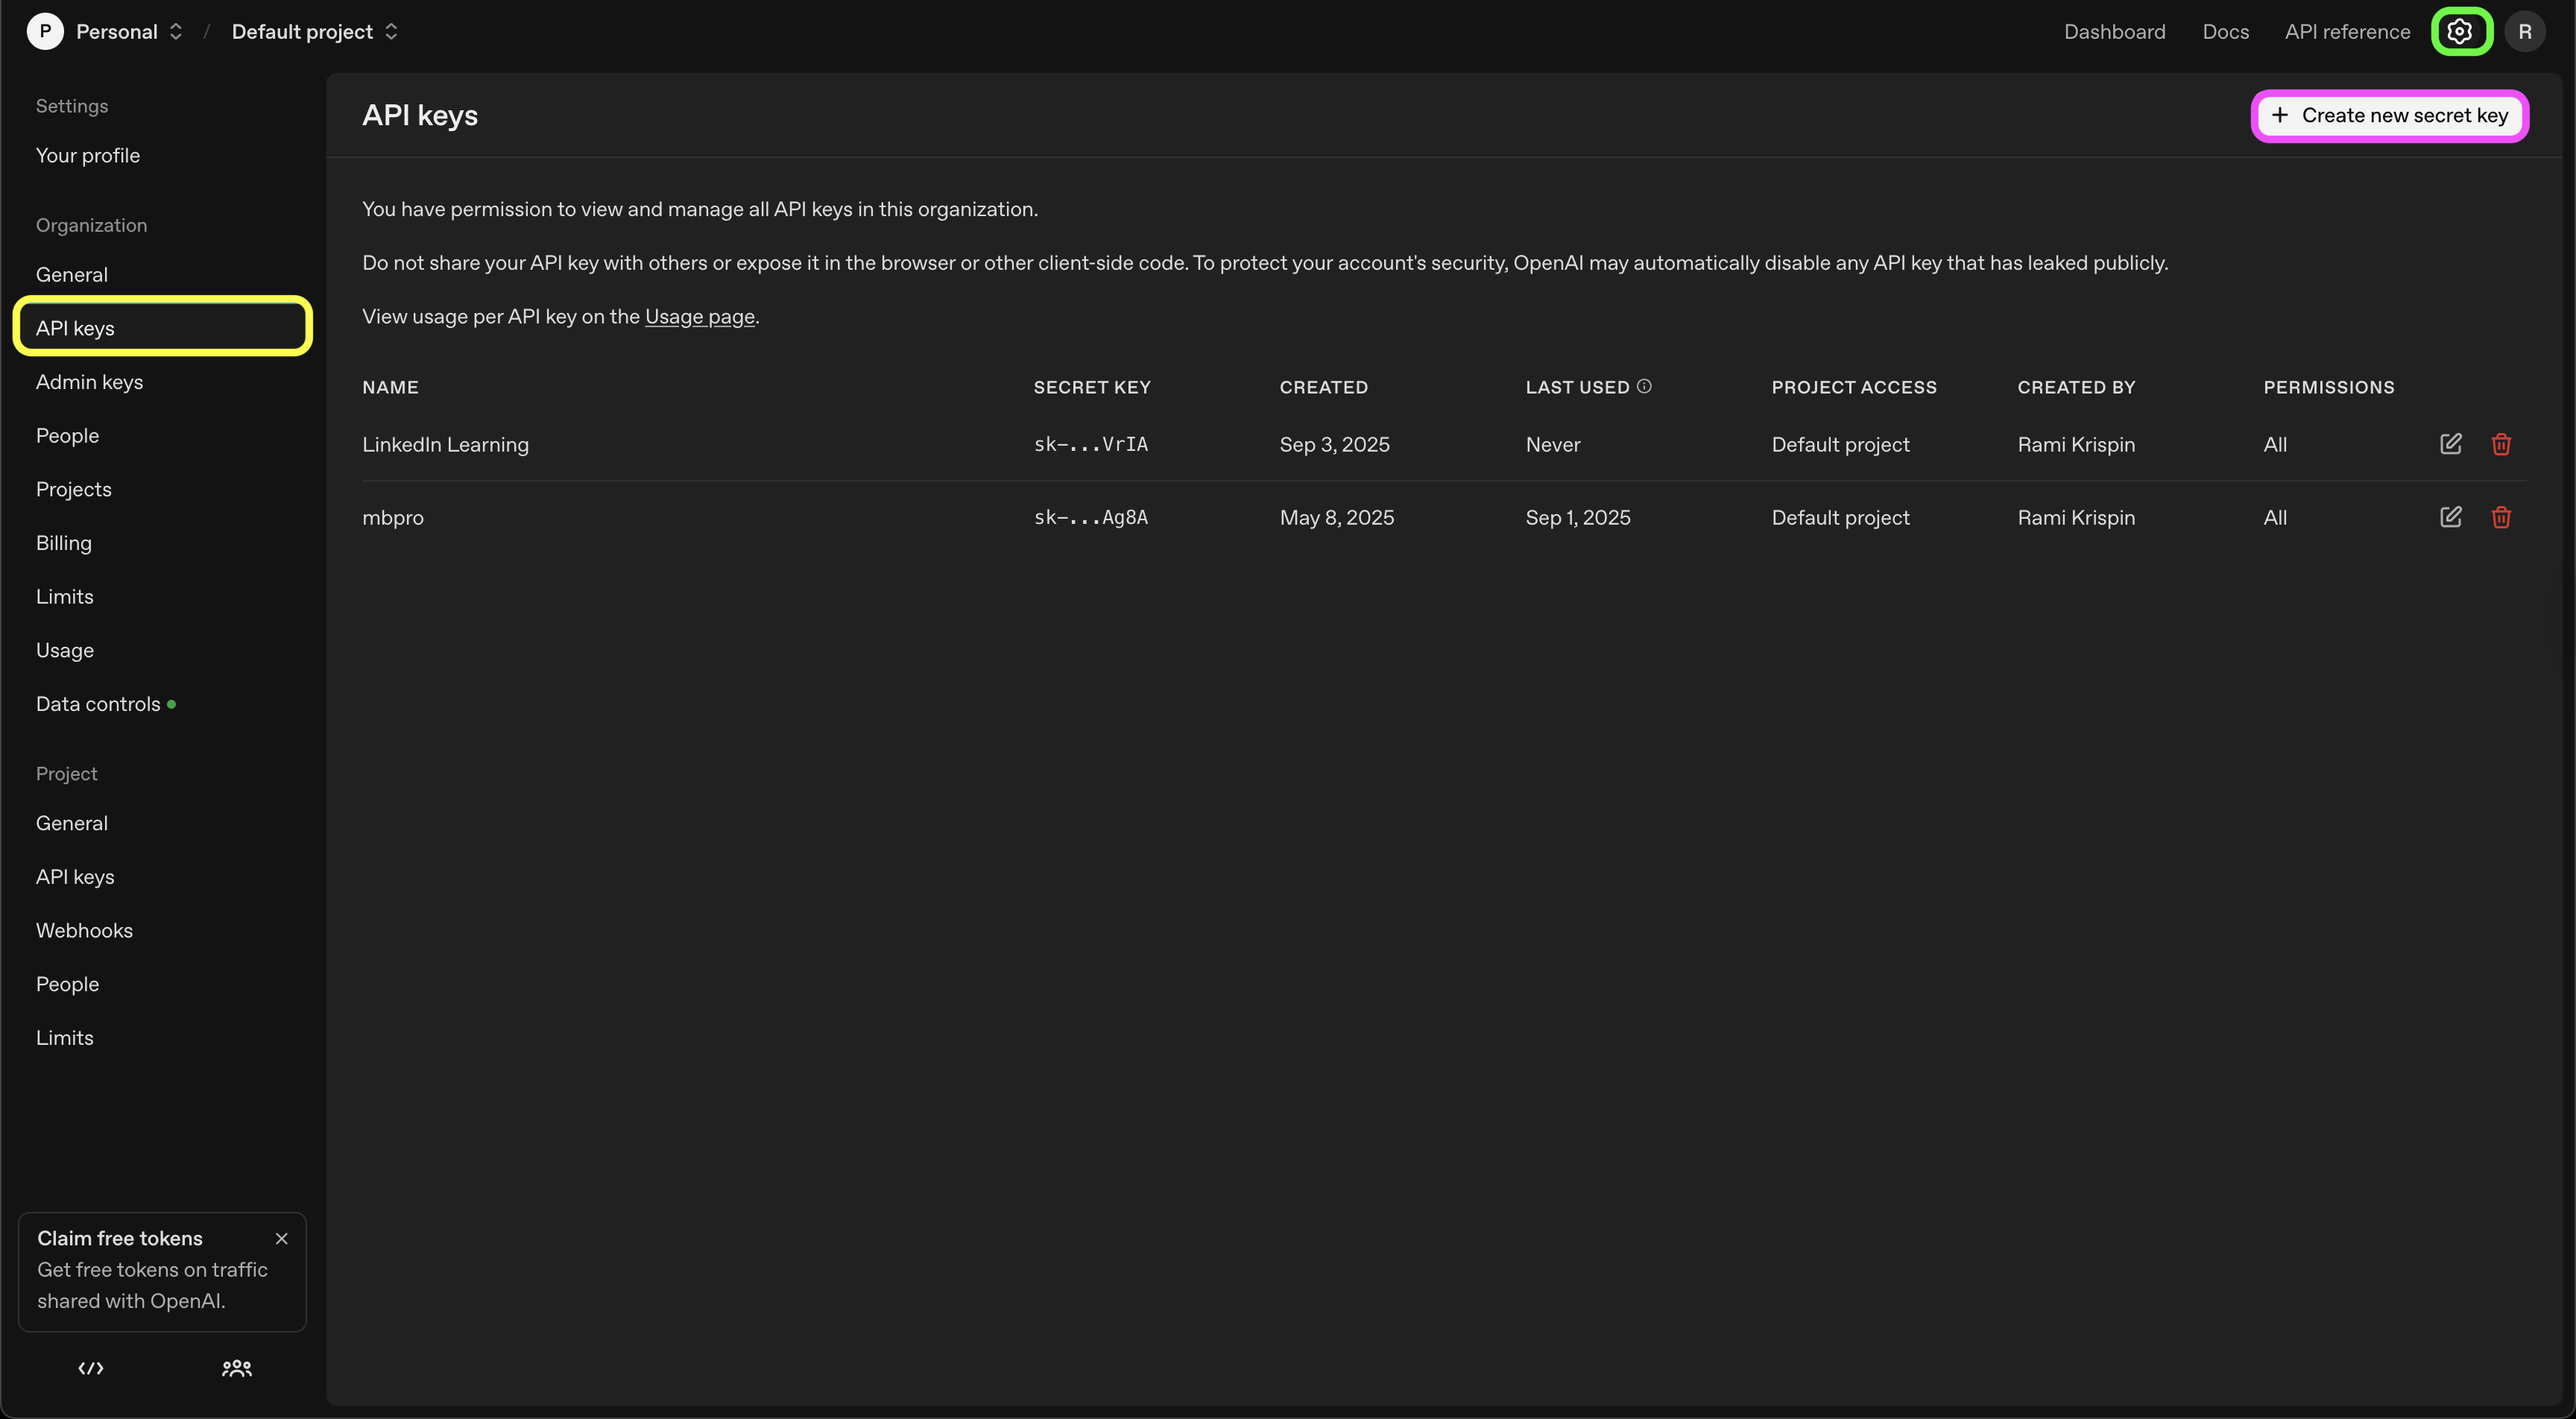 P Personal / Default project
Dashboard Docs API reference R
Settings
Your profile
Organization
General
API keys
Admin keys
People
Projects
Billing
Limits
Usage
Data controls
Project
General
API keys
Webhooks
People
Limits
Claim free tokens
Get free tokens on traffic
shared with OpenAI.
API keys
+ Create new secret key
You have permission to view and manage all API keys in this organization.
Do not share your API key with others or expose it in the browser or other client-side code. To protect your account's security, OpenAI may automatically disable any API key that has leaked publicly.
View usage per API key on the Usage page.
NAME SECRET KEY CREATED LAST USED PROJECT ACCESS CREATED BY PERMISSIONS
LinkedIn Learning sk-...VrIA Sep 3, 2025 Never Default project Rami Krispin All
mbpro sk-...Ag8A May 8, 2025 Sep 1, 2025 Default project Rami Krispin All